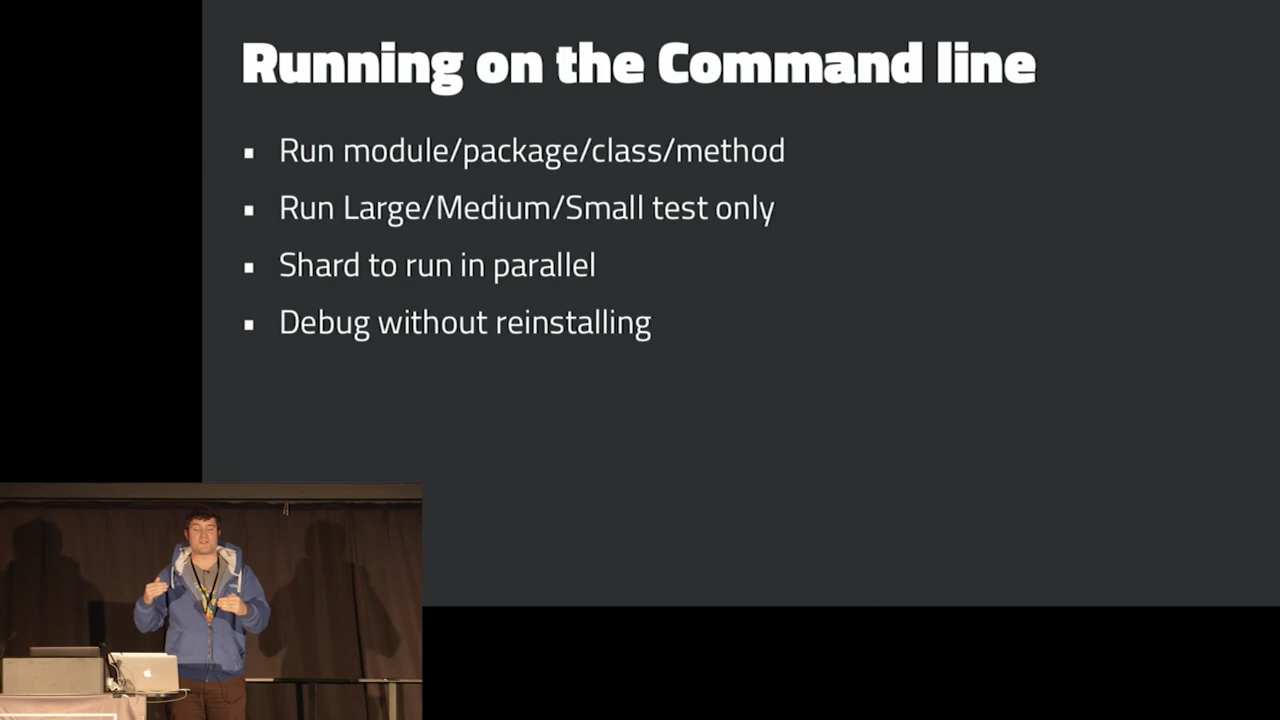 Running on the Command line
▪ Run module/package/class/method
▪ Run Large/Medium/Small test only
▪ Shard to run in parallel
▪ Debug without reinstalling